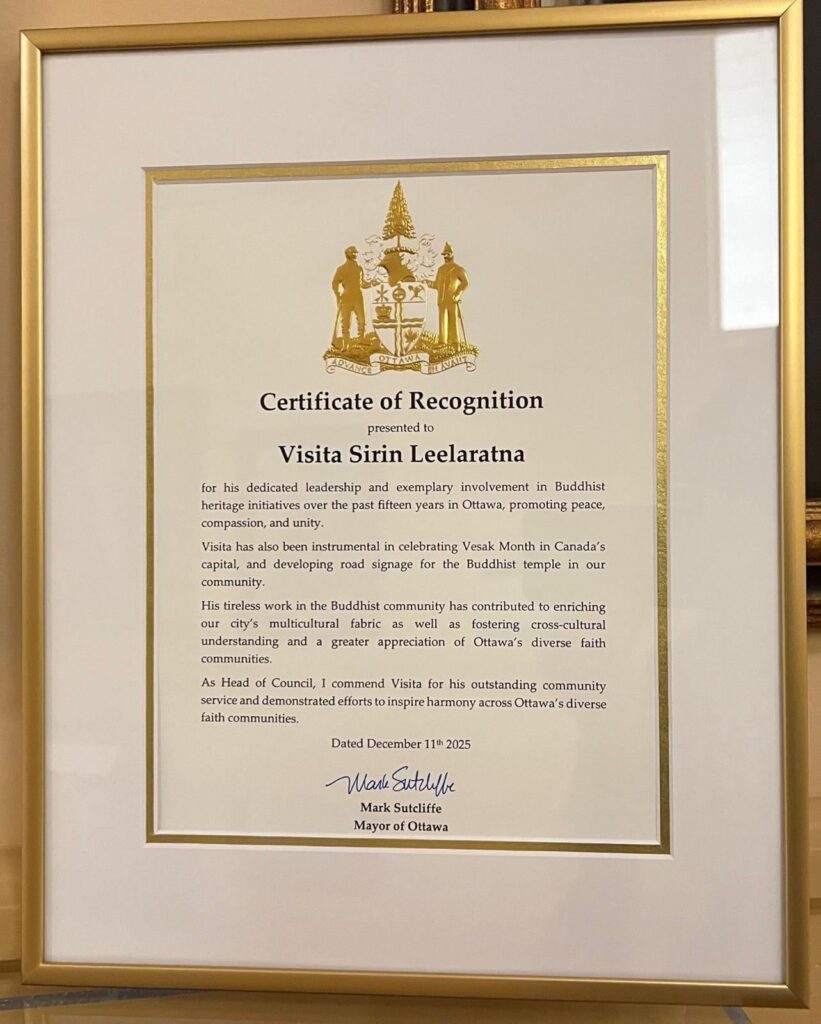 ADVANCE OTTAWA EN AVANT
Certificate of Recognition
presented to
Visita Sirin Leelaratna
for his dedicated leadership and exemplary involvement in Buddhist
heritage initiatives over the past fifteen years in Ottawa, promoting peace,
compassion, and unity.
Visita has also been instrumental in celebrating Vesak Month in Canada's
capital, and developing road signage for the Buddhist temple in our
community.
His tireless work in the Buddhist community has contributed to enriching
our city's multicultural fabric as well as fostering cross-cultural
understanding and a greater appreciation of Ottawa's diverse faith
communities.
As Head of Council, I commend Visita for his outstanding community
service and demonstrated efforts to inspire harmony across Ottawa's diverse
faith communities.
Dated December 11th 2025
Mark Sutcliffe
Mark Sutcliffe
Mayor of Ottawa